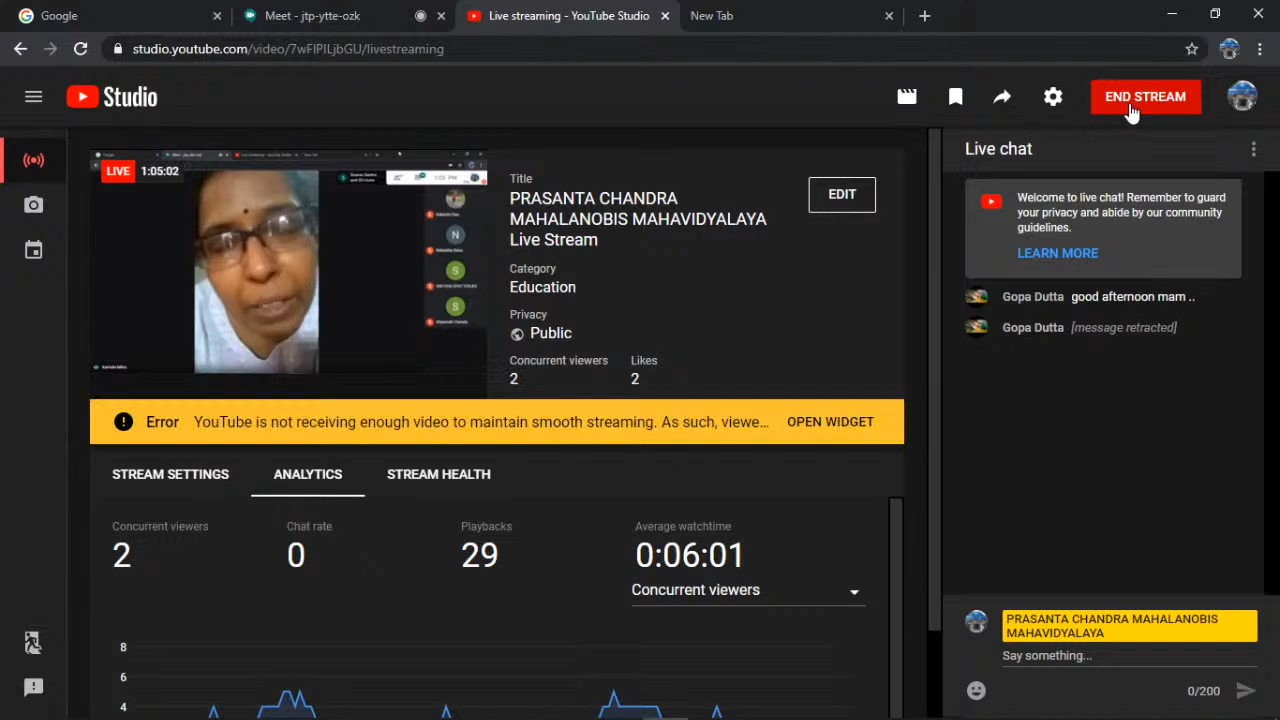 Google
Meet - jtp-ytte-ozk
Live streaming - YouTube Studio
New Tab
studio.youtube.com/video/7wFIPILjbGU/livestreaming
Studio
END STREAM
LIVE 1:05:02
Title
PRASANTA CHANDRA
MAHALANOBIS MAHAVIDYALAYA
Live Stream
EDIT
Category
Education
Privacy
Public
Concurrent viewers
2
Likes
2
Error YouTube is not receiving enough video to maintain smooth streaming. As such, viewe... OPEN WIDGET
STREAM SETTINGS
ANALYTICS
STREAM HEALTH
Concurrent viewers
2
Chat rate
0
Playbacks
29
Average watchtime
0:06:01
Concurrent viewers
8
6
4
Live chat
Welcome to live chat! Remember to guard
your privacy and abide by our community
guidelines.
LEARN MORE
Gopa Dutta good afternoon mam ..
Gopa Dutta [message retracted]
PRASANTA CHANDRA MAHALANOBIS
MAHAVIDYALAYA
Say something...
0/200